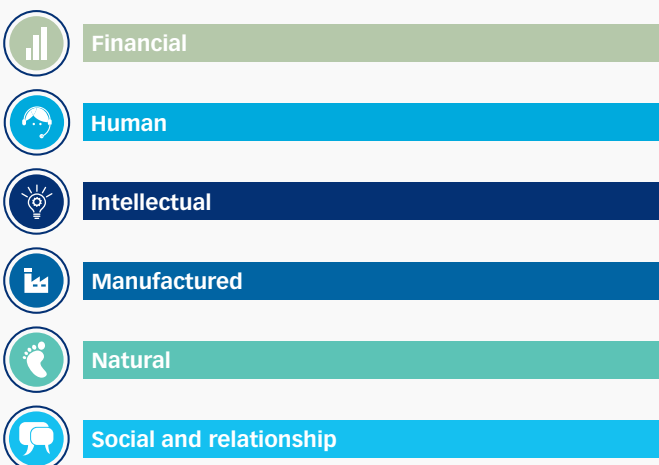 Financial
Human
Intellectual
Manufactured
Natural
Social and relationship